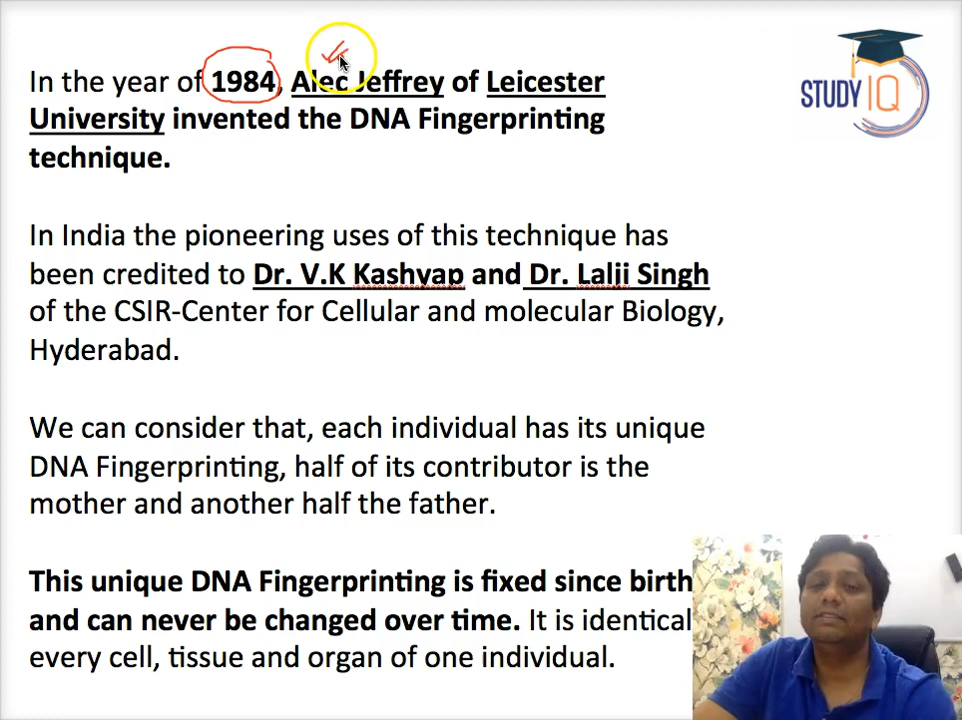 In the year of 1984, Alec Jeffrey of Leicester
University invented the DNA Fingerprinting
technique.
In India the pioneering uses of this technique has
been credited to Dr. V.K Kashyap and Dr. Lalji Singh
of the CSIR-Center for Cellular and molecular Biology,
Hyderabad.
We can consider that, each individual has its unique
DNA Fingerprinting, half of its contributor is the
mother and another half the father.
This unique DNA Fingerprinting is fixed since birth
and can never be changed over time. It is identical
every cell, tissue and organ of one individual.
STUDY IQ